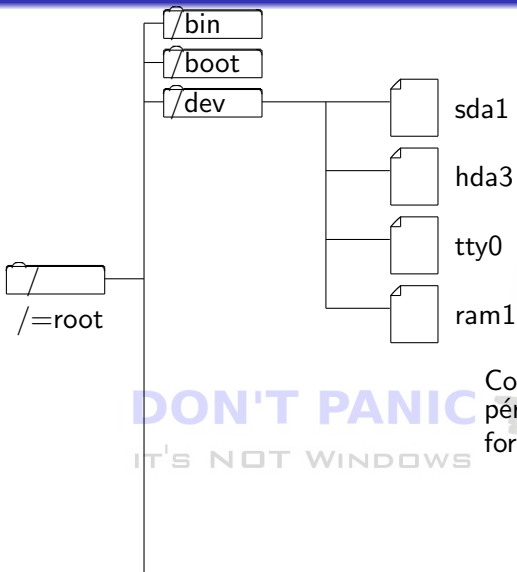 /bin
/boot
/dev
sda1
hda3
tty0
/
ram1
/=root
DON'T PANIC
IT'S NOT WINDOWS